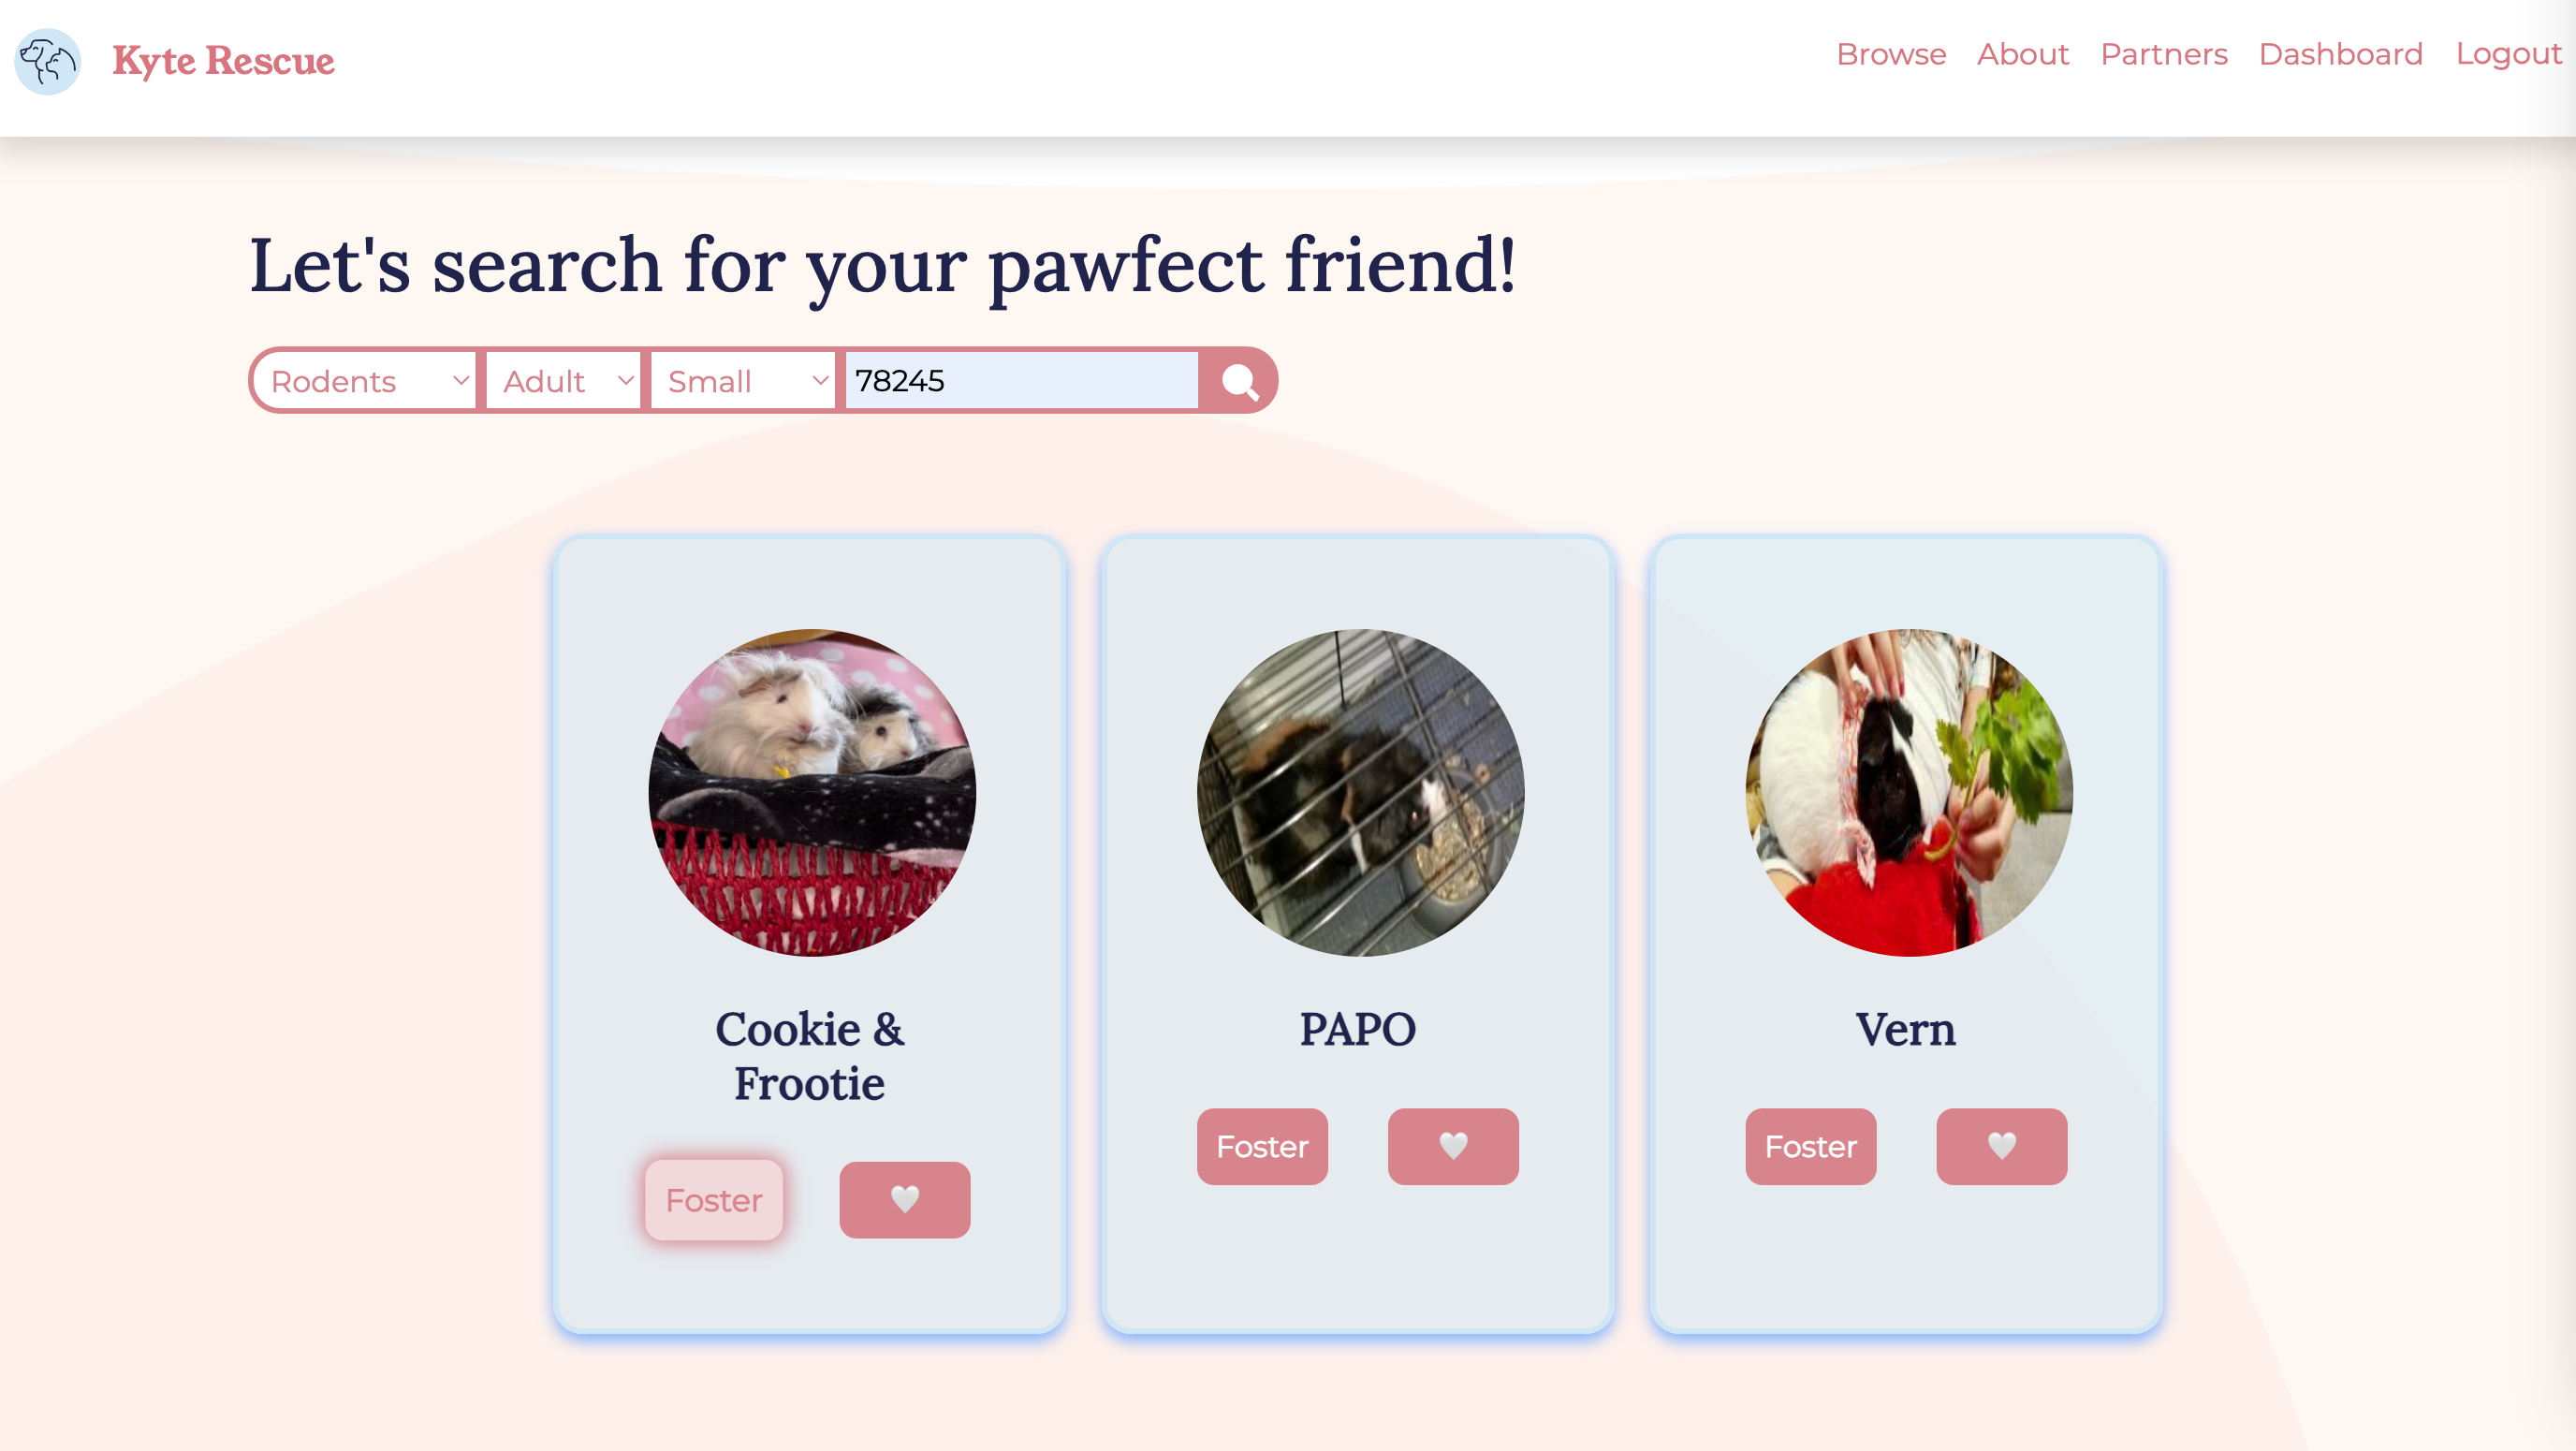 Kyte Rescue
Browse About Partners Dashboard Logout
Let's search for your pawfect friend!
Rodents Adult Small 78245
Cookie &
Frootie
Foster
PAPO
Foster
Vern
Foster